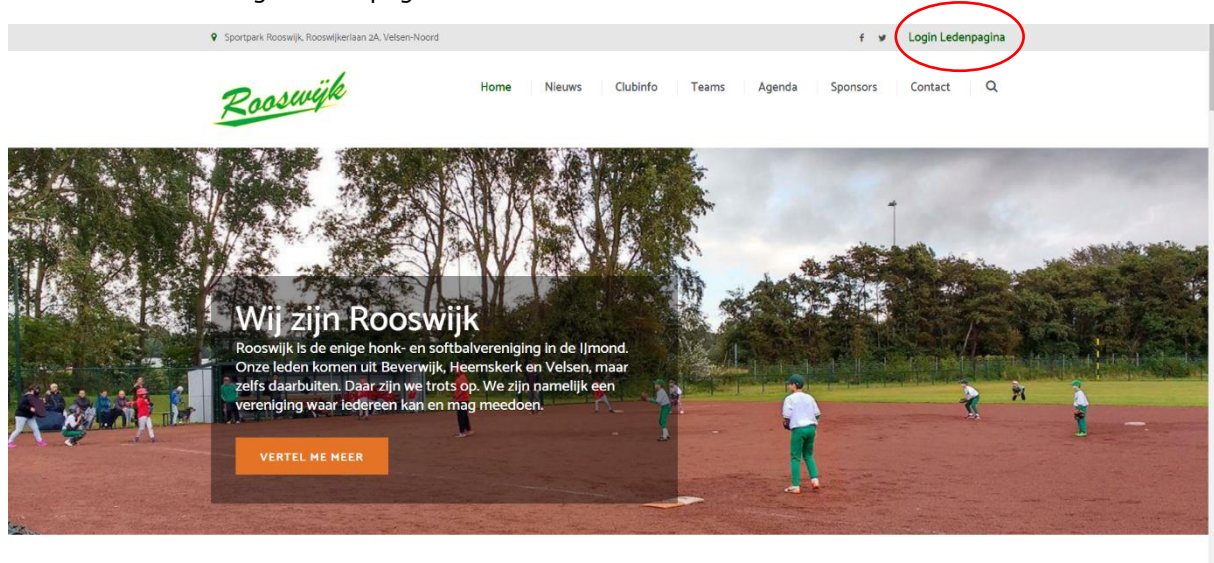 Sportpark Rooswijk, Rooswijkerlaan 2A, Velsen-Noord
Login Ledenpagina
Rooswijk
Home Nieuws Clubinfo Teams Agenda Sponsors Contact
Wij zijn Rooswijk
Rooswijk is de enige honk- en softbalvereniging in de IJmond.
Onze leden komen uit Beverwijk, Heemskerk en Velsen, maar
zelfs daarbuiten. Daar zijn we trots op. We zijn namelijk een
vereniging waar iedereen kan en mag meedoen.
VERTEL ME MEER